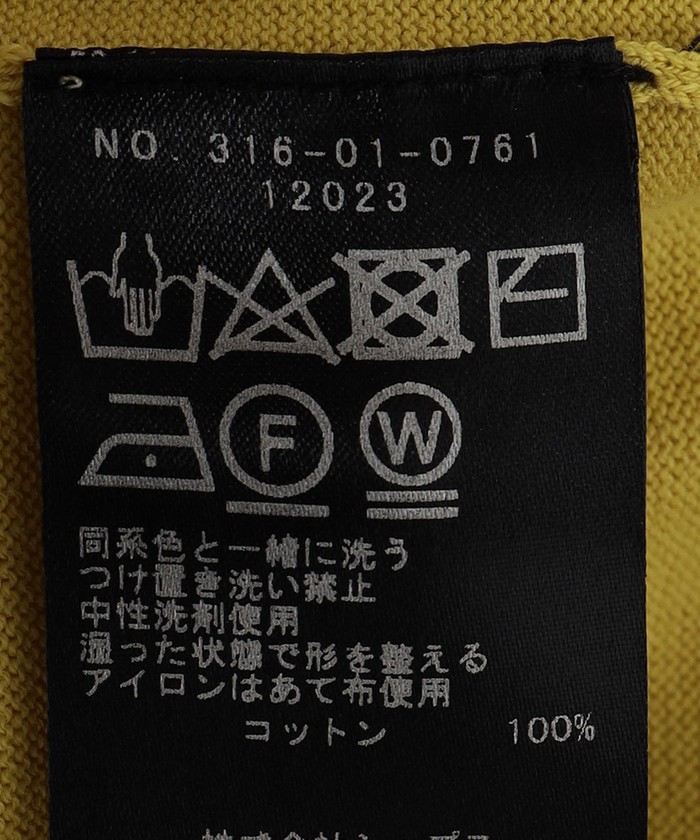 NO. 316-01-0761
12023
F W
同系色と一緒に洗う
つけ置き洗い禁止
中性洗剤使用
湿った状態で形を整える
アイロンはあて布使用
コットン 100%